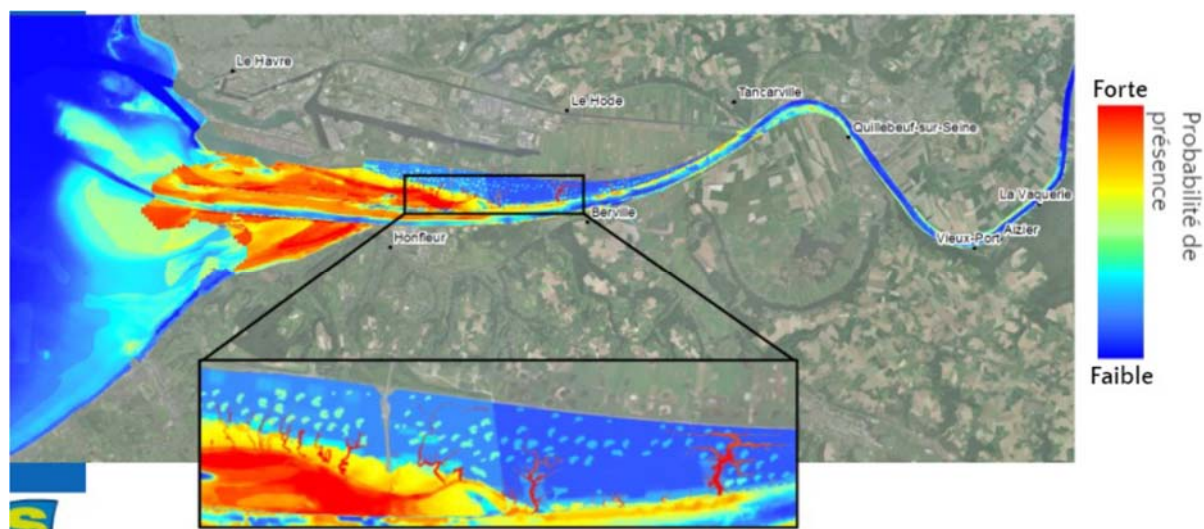 Le Havre
Le Hode
Tancarville
Quillebeuf-sur-Seine
La Vaquerie
Aizier
Vieux-Port
Berville
Honfleur
Forte
Probabilité de
présence
Faible
S